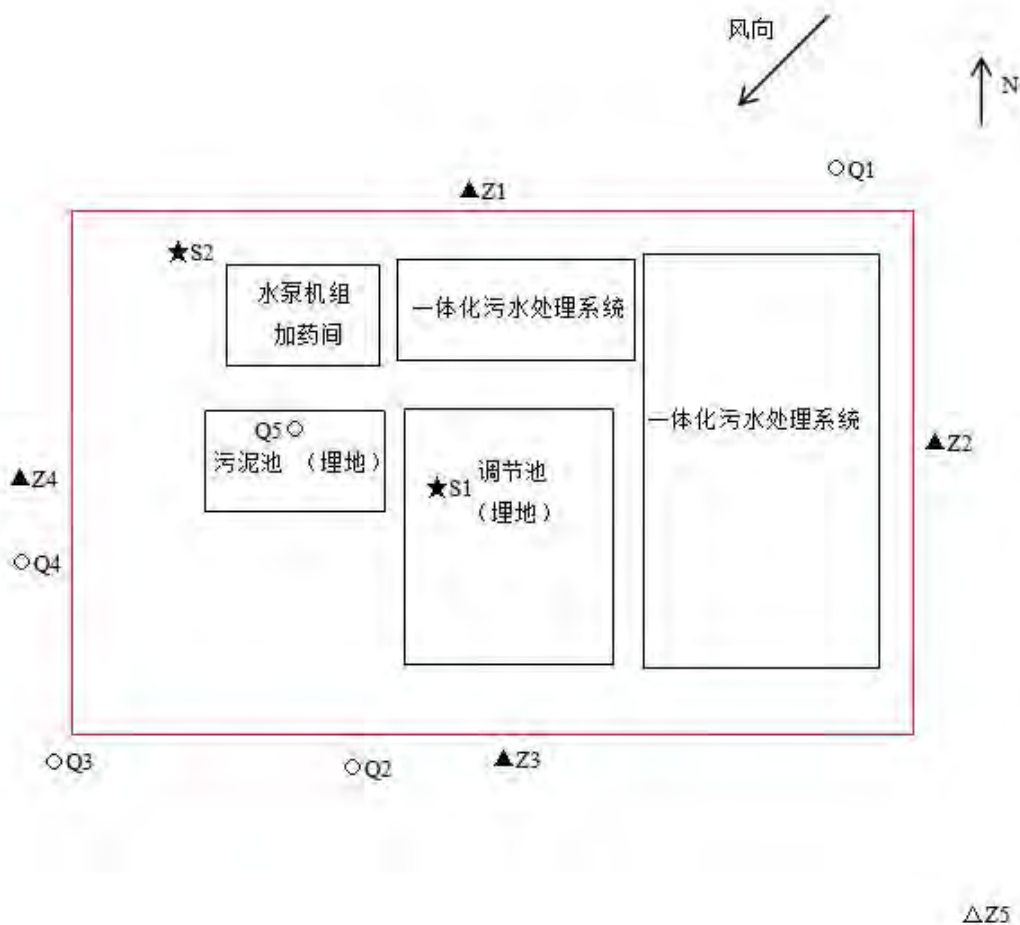 风向
N
○Q1
▲Z1
★S2
水泵机组
加药间
一体化污水处理系统
一体化污水处理系统
Q5○
污泥池 （埋地）
▲Z2
▲Z4
★S1
调节池
（埋地）
○Q4
○Q3
○Q2
▲Z3
△Z5